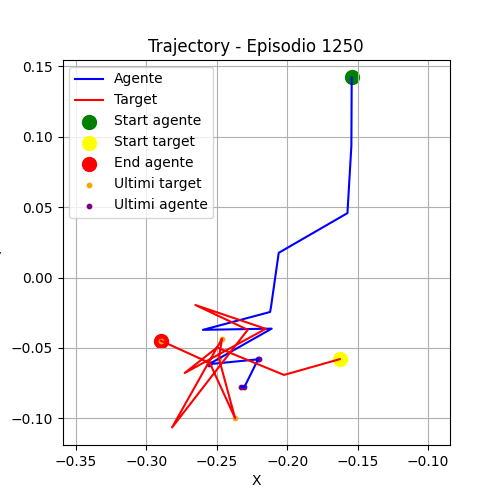 Trajectory - Episodio 1250
Agente
Target
Start agente
Start target
End agente
Ultimi target
Ultimi agente
0.15
0.10
0.05
0.00
−0.05
−0.10
−0.35
−0.30
−0.25
−0.20
−0.15
−0.10
X